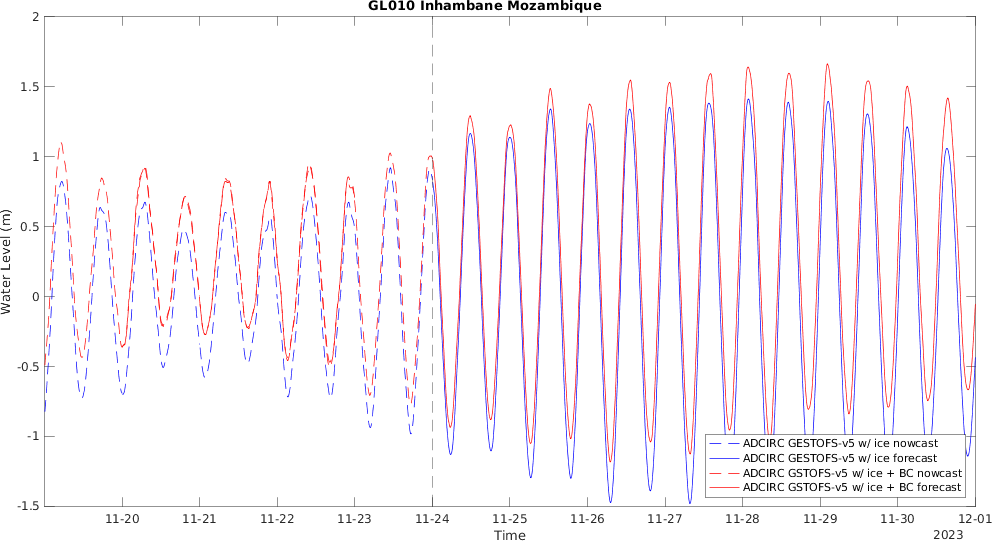 GL010 Inhambane Mozambique
Water Level (m)
2
1.5
1
0.5
0
-0.5
-1
-1.5
ADCIRC GESTOFS-v5 w/ ice nowcast
ADCIRC GESTOFS-v5 w/ ice forecast
ADCIRC GSTOFS-v5 w/ ice + BC nowcast
ADCIRC GSTOFS-v5 w/ ice + BC forecast
11-20 11-21 11-22 11-23 11-24 11-25 11-26 11-27 11-28 11-29 11-30 12-01
Time
2023